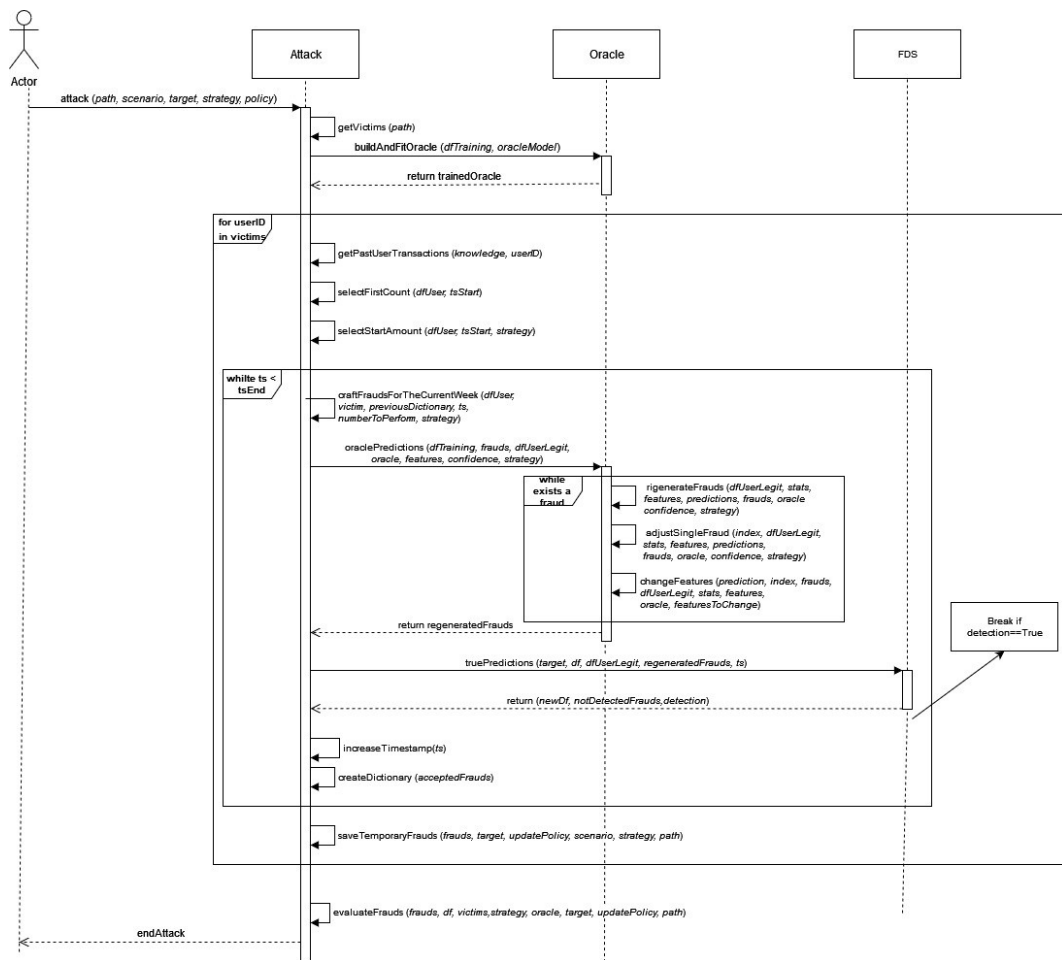 Attack
Oracle
FDS
Actor
attack (path, scenario, target, strategy, policy)
getVictims (path)
buildAndFitOracle (dfTraining, oracleModel)
return trainedOracle
for userID
in victims
getPastUserTransactions (knowledge, userID)
selectFirstCount (dfUser, tsStart)
selectStartAmount (dfUser, tsStart, strategy)
whilte ts <
tsEnd
craftFraudsForTheCurrentWeek (dfUser,
victim, previousDictionary, ts,
numberToPerform, strategy)
oraclePredictions (dfTraining, frauds, dfUserLegit,
oracle, features, confidence, strategy)
while
exists a
fraud
rigenerateFrauds (dfUserLegit, stats,
features, predictions, frauds, oracle
confidence, strategy)
adjustSingleFraud (index, dfUserLegit,
stats, features, predictions,
frauds, oracle, confidence, strategy)
changeFeatures (prediction, index, frauds,
dfUserLegit, stats, features,
oracle, featuresToChange)
return regeneratedFrauds
Break if
detection==True
truePredictions (target, df, dfUserLegit, regeneratedFrauds, ts)
return (newDf, notDetectedFrauds,detection)
increaseTimestamp(ts)
createDictionary (acceptedFrauds)
saveTemporaryFrauds (frauds, target, updatePolicy, scenario, strategy, path)
evaluateFrauds (frauds, df, victims,strategy, oracle, target, updatePolicy, path)
endAttack